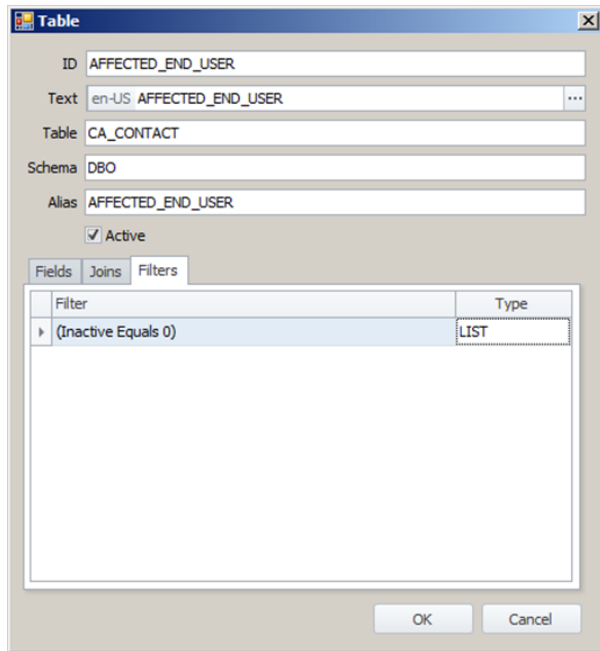 Table
ID AFFECTED_END_USER
Text en-US AFFECTED_END_USER ...
Table CA_CONTACT
Schema DBO
Alias AFFECTED_END_USER
Active
Fields Joins Filters
Filter Type
(Inactive Equals 0) LIST
OK Cancel